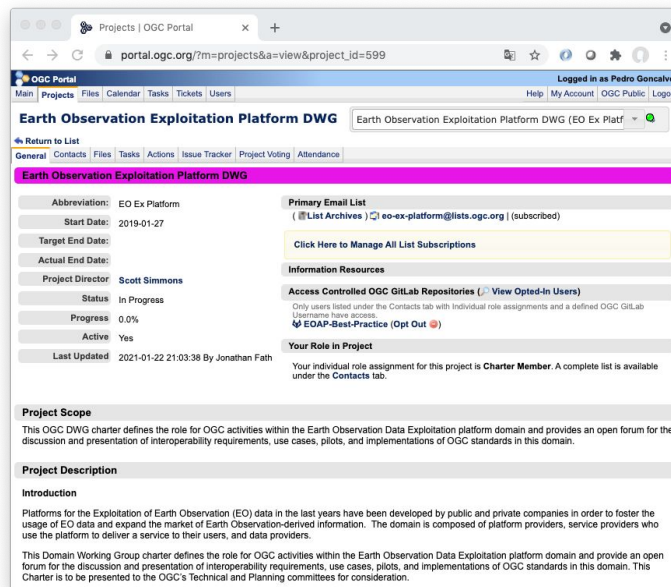 Projects | OGC Portal
portal.ogc.org/?m=projects&a=view&project_id=599
OGC Portal
Logged in as Pedro Goncalve
Main Projects Files Calendar Tasks Tickets Users
Help My Account OGC Public Logo
Earth Observation Exploitation Platform DWG
Earth Observation Exploitation Platform DWG (EO Ex Platf
Return to List
General Contacts Files Tasks Actions Issue Tracker Project Voting Attendance
Earth Observation Exploitation Platform DWG
Abbreviation: EO Ex Platform
Start Date: 2019-01-27
Target End Date:
Actual End Date:
Project Director Scott Simmons
Status In Progress
Progress 0.0%
Active Yes
Last Updated 2021-01-22 21:03:38 By Jonathan Fath
Primary Email List
( List Archives ) eo-ex-platform@lists.ogc.org | (subscribed)
Click Here to Manage All List Subscriptions
Information Resources
Access Controlled OGC GitLab Repositories ( View Opted-In Users)
Only users listed under the Contacts tab with Individual role assignments and a defined OGC GitLab
Username have access.
EOAP-Best-Practice (Opt Out )
Your Role in Project
Your individual role assignment for this project is Charter Member. A complete list is available
under the Contacts tab.
Project Scope
This OGC DWG charter defines the role for OGC activities within the Earth Observation Data Exploitation platform domain and provides an open forum for the
discussion and presentation of interoperability requirements, use cases, pilots, and implementations of OGC standards in this domain.
Project Description
Introduction
Platforms for the Exploitation of Earth Observation (EO) data in the last years have been developed by public and private companies in order to foster the
usage of EO data and expand the market of Earth Observation-derived information. The domain is composed of platform providers, service providers who
use the platform to deliver a service to their users, and data providers.
This Domain Working Group charter defines the role for OGC activities within the Earth Observation Data Exploitation platform domain and provide an open
forum for the discussion and presentation of interoperability requirements, use cases, pilots, and implementations of OGC standards in this domain. This
Charter is to be presented to the OGC's Technical and Planning committees for consideration.